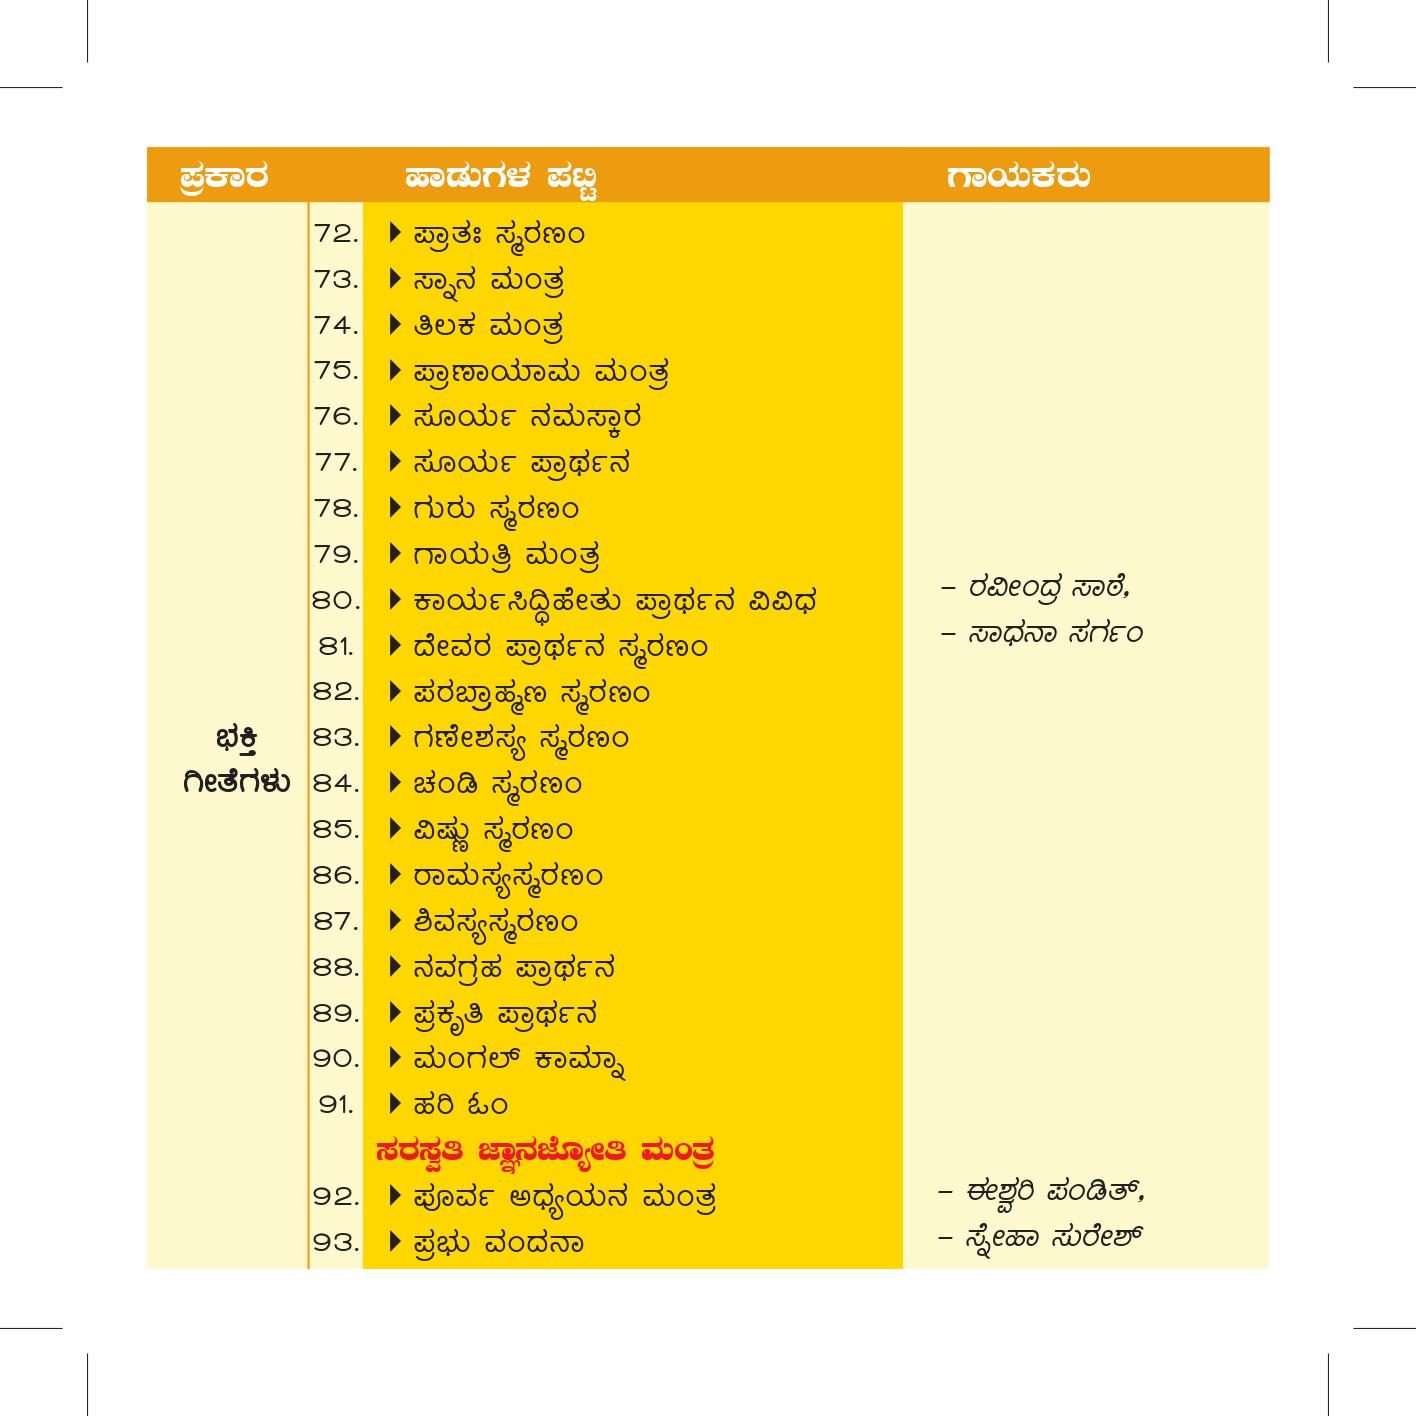 ಪ್ರಕಾರ ಹಾಡುಗಳ ಪಟ್ಟಿ ಗಾಯಕರು
72. ಪ್ರಾತಃ ಸ್ಮರಣಂ
73. ಸ್ನಾನ ಮಂತ್ರ
74. ತಿಲಕ ಮಂತ್ರ
75. ಪ್ರಾಣಾಯಾಮ ಮಂತ್ರ
76. ಸೂರ್ಯ ನಮಸ್ಕಾರ
77. ಸೂರ್ಯ ಪ್ರಾರ್ಥನ
78. ಗುರು ಸ್ಮರಣಂ
79. ಗಾಯತ್ರಿ ಮಂತ್ರ
80. ಕಾರ್ಯಸಿದ್ಧಿಹೇತು ಪ್ರಾರ್ಥನ ವಿವಿಧ
– ರವೀಂದ್ರ ಸಾಠೆ,
81. ದೇವರ ಪ್ರಾರ್ಥನ ಸ್ಮರಣಂ
– ಸಾಧನಾ ಸರ್ಗಂ
82. ಪರಬ್ರಾಹ್ಮಣ ಸ್ಮರಣಂ
83. ಗಣೇಶಸ್ಯ ಸ್ಮರಣಂ
ಭಕ್ತಿ
ಗೀತೆಗಳು
84. ಚಂಡಿ ಸ್ಮರಣಂ
85. ವಿಷ್ಣು ಸ್ಮರಣಂ
86. ರಾಮಸ್ಯಸ್ಮರಣಂ
87. ಶಿವಸ್ಯಸ್ಮರಣಂ
88. ನವಗ್ರಹ ಪ್ರಾರ್ಥನ
89. ಪ್ರಕೃತಿ ಪ್ರಾರ್ಥನ
90. ಮಂಗಲ್ ಕಾಮ್ನಾ
91. ಹರಿ ಓಂ
ಸರಸ್ವತಿ ಜ್ಞಾನಜ್ಯೋತಿ ಮಂತ್ರ
92. ಪೂರ್ವ ಅಧ್ಯಯನ ಮಂತ್ರ
– ಈಶ್ವರಿ ಪಂಡಿತ್,
93. ಪ್ರಭು ವಂದನಾ
– ಸ್ನೇಹಾ ಸುರೇಶ್